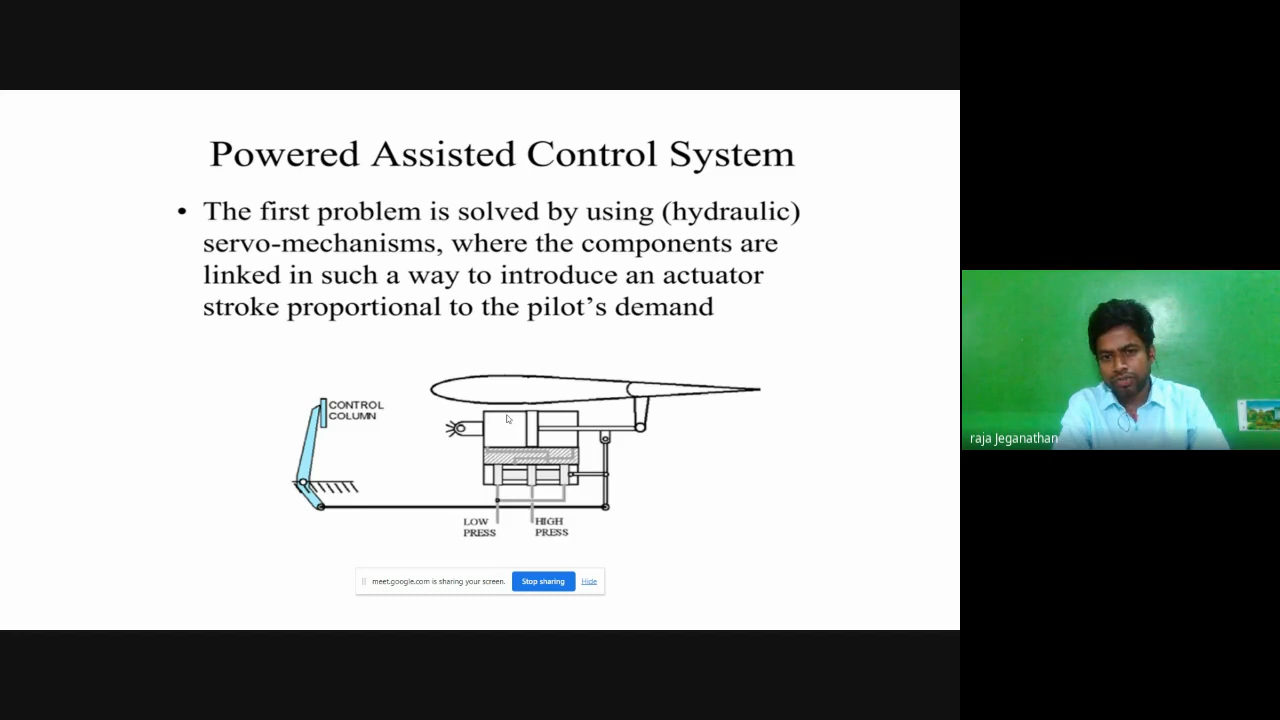 Powered Assisted Control System
• The first problem is solved by using (hydraulic)
servo-mechanisms, where the components are
linked in such a way to introduce an actuator
stroke proportional to the pilot's demand
CONTROL
COLUMN
LOW
PRESS
HIGH
PRESS
meet.google.com is sharing your screen.
Stop sharing
Hide
raja Jeganathan